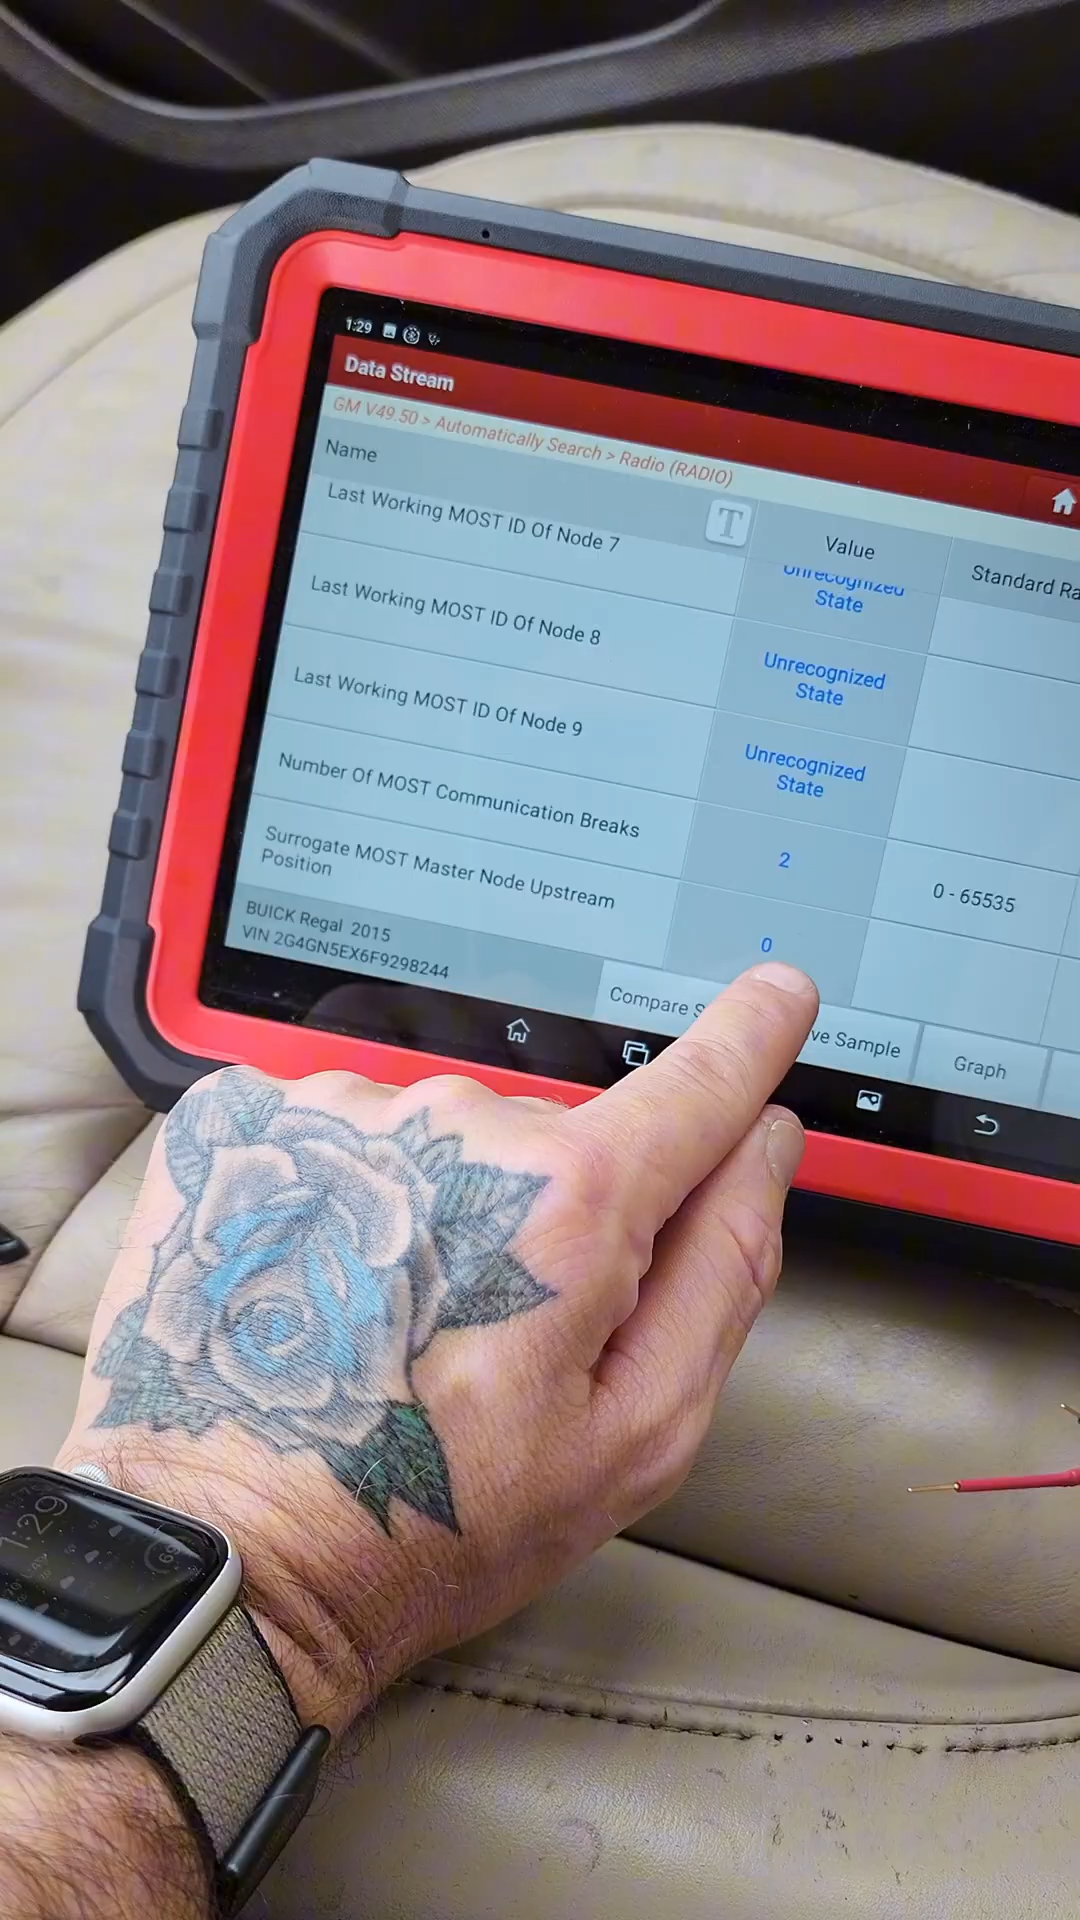 1:29
Data Stream
GM V49.50 > Automatically Search > Radio (RADIO)
Name
Value
Standard Ra
Last Working MOST ID Of Node 7
T
Unrecognized
State
Last Working MOST ID Of Node 8
Unrecognized
State
Last Working MOST ID Of Node 9
Unrecognized
State
Number Of MOST Communication Breaks
2
0 - 65535
Surrogate MOST Master Node Upstream
Position
0
BUICK Regal 2015
VIN 2G4GN5EX6F9298244
Compare S
ve Sample
Graph
1:29